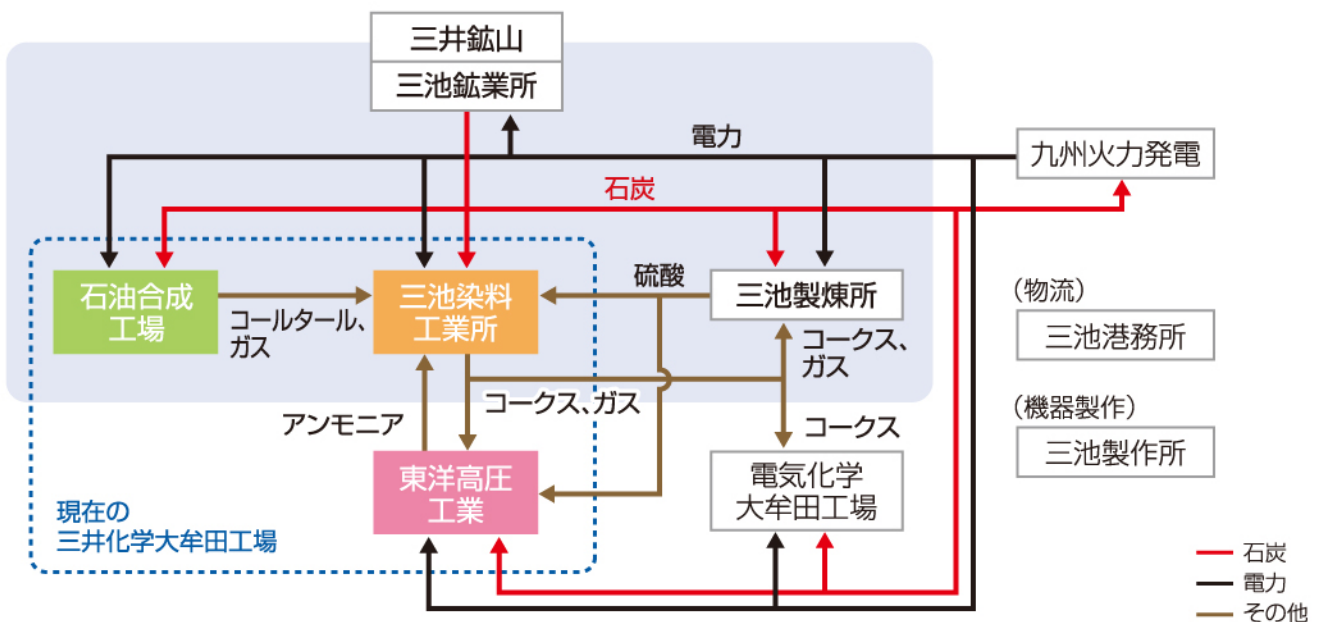 三井鉱山
三池鉱業所
電力
九州火力発電
石炭
石油合成
工場
三池染料
工業所
硫酸
三池製煉所
(物流)
三池港務所
コールタール、
ガス
コークス、
ガス
アンモニア
コークス、ガス
コークス
(機器製作)
三池製作所
東洋高圧
工業
電気化学
大牟田工場
現在の
三井化学大牟田工場
石炭
電力
その他